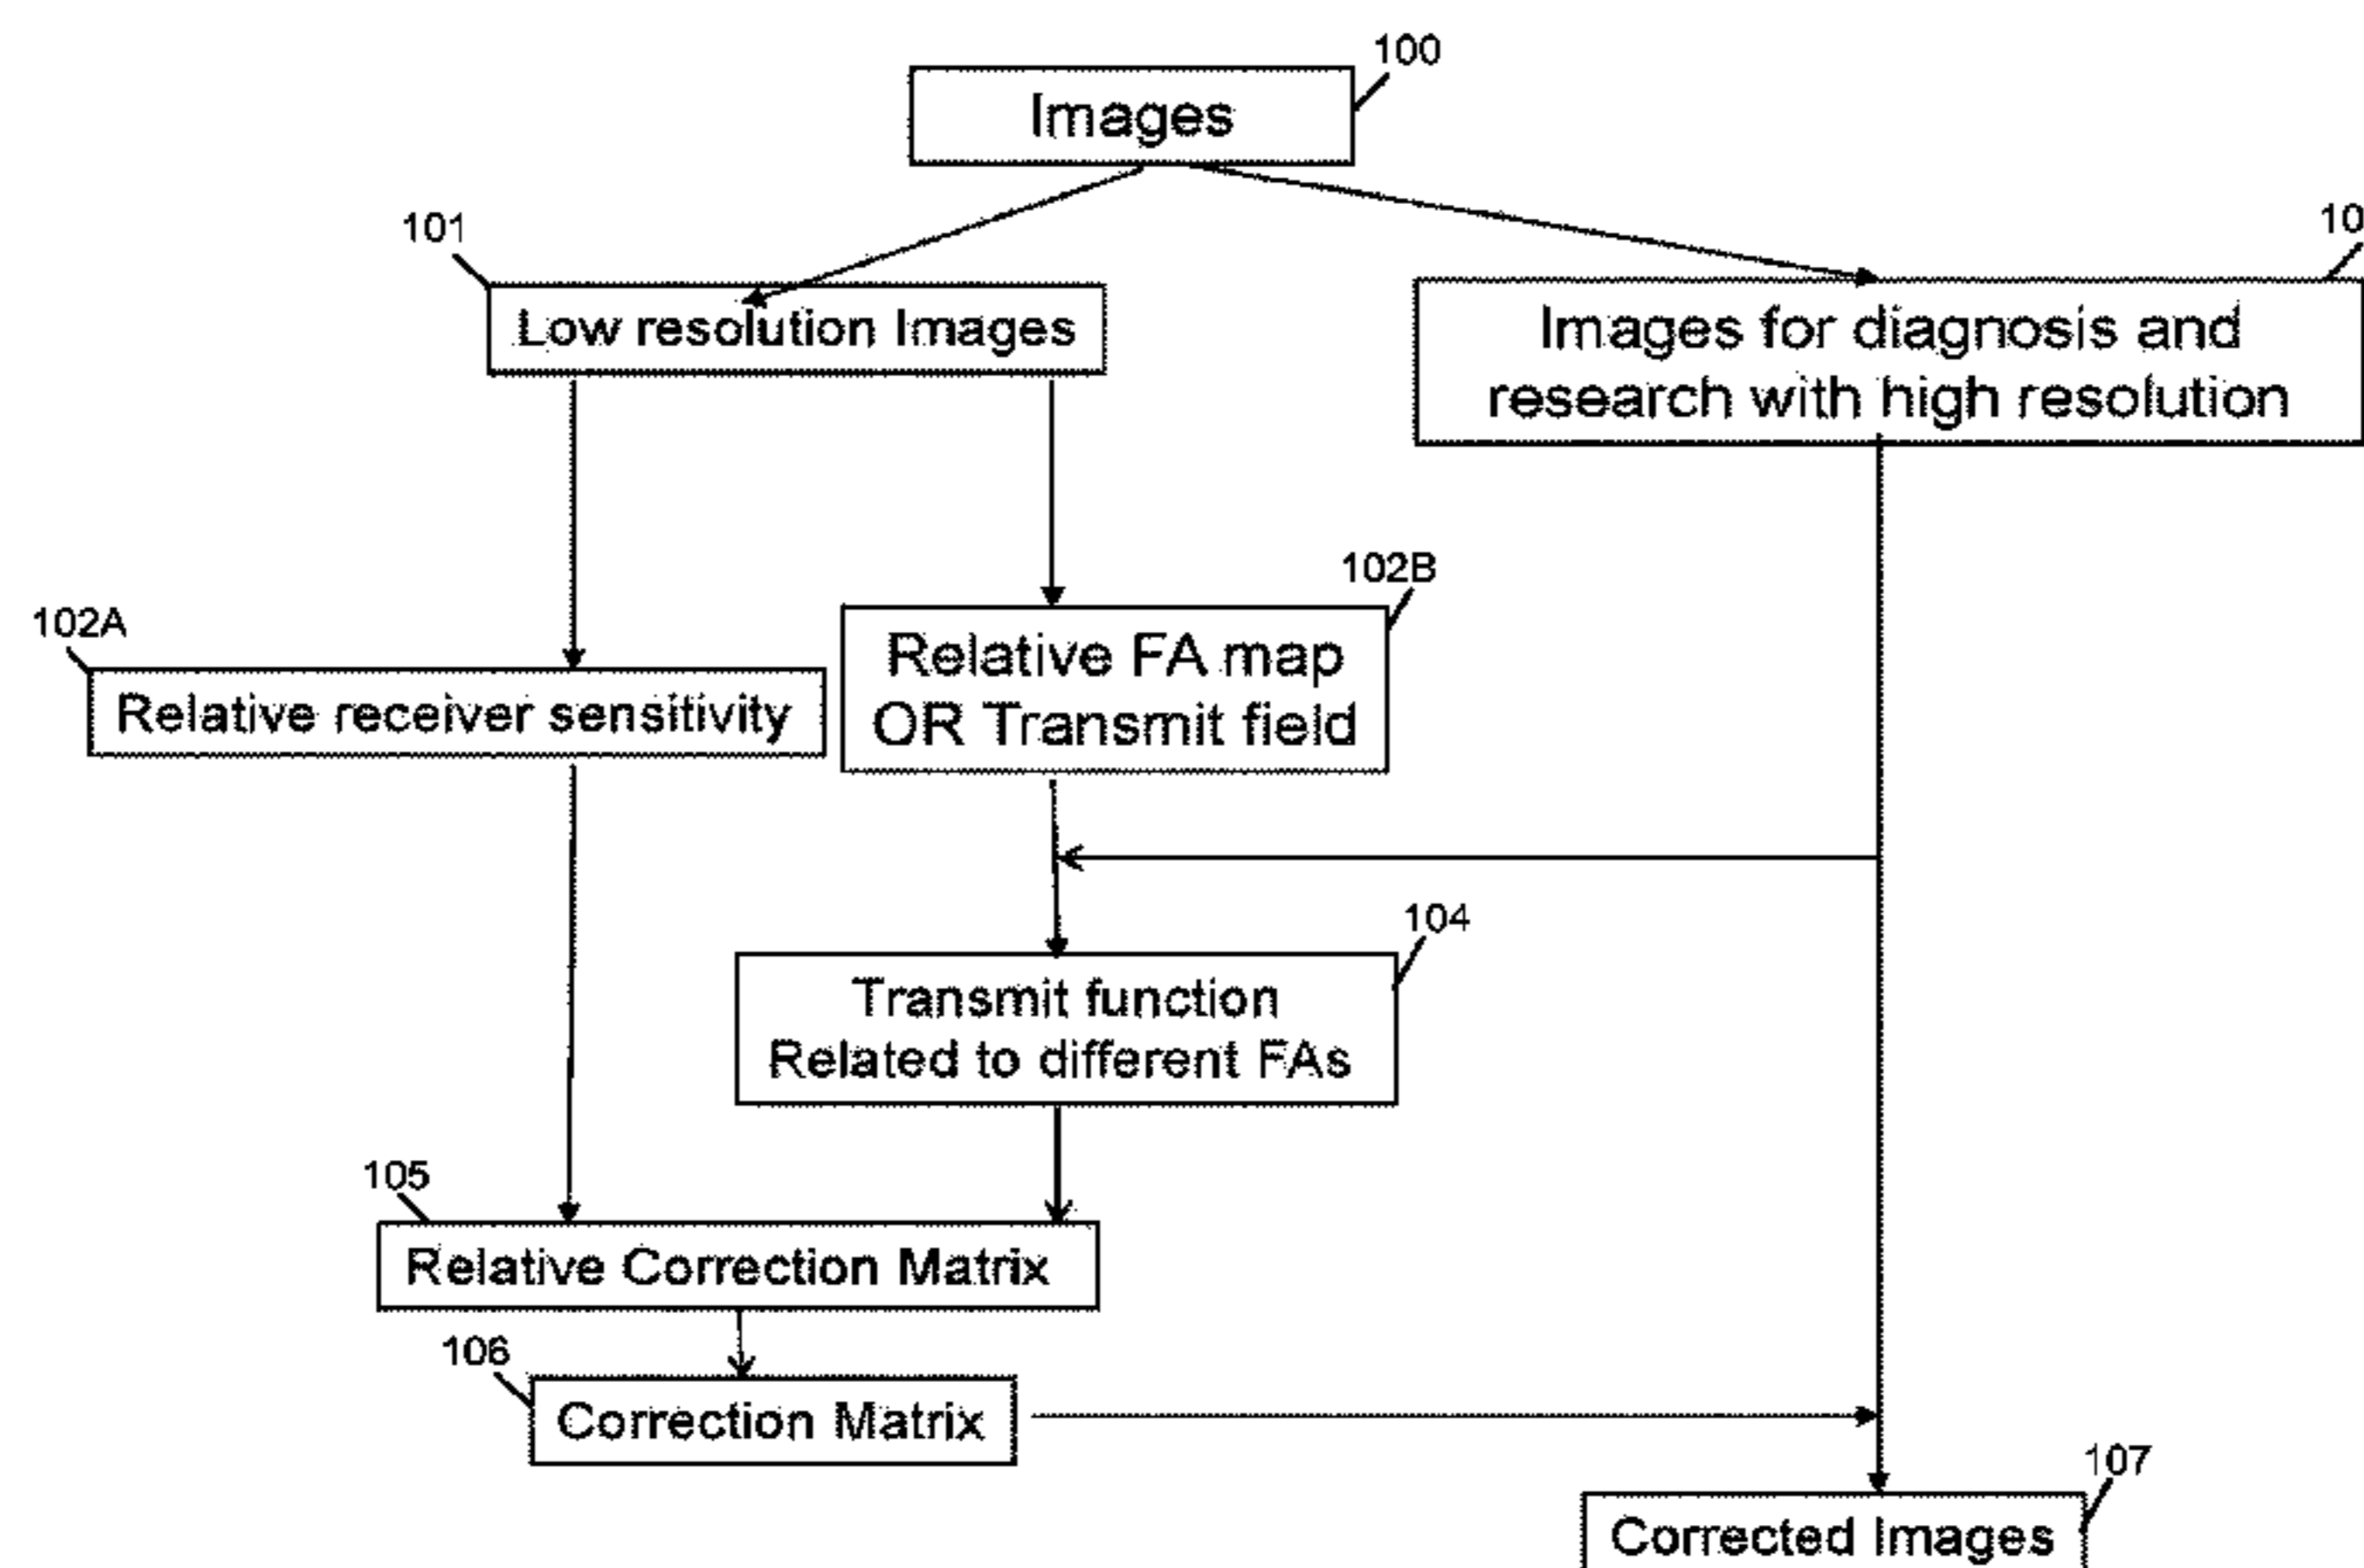 100
Images
101
Low resolution Images
Images for diagnosis and
research with high resolution
102B
102A
Relative FA map
OR Transmit field
Relative receiver sensitivity
104
Transmit function
Related to different FAs
105
Relative Correction Matrix
106
Correction Matrix
107
Corrected Images